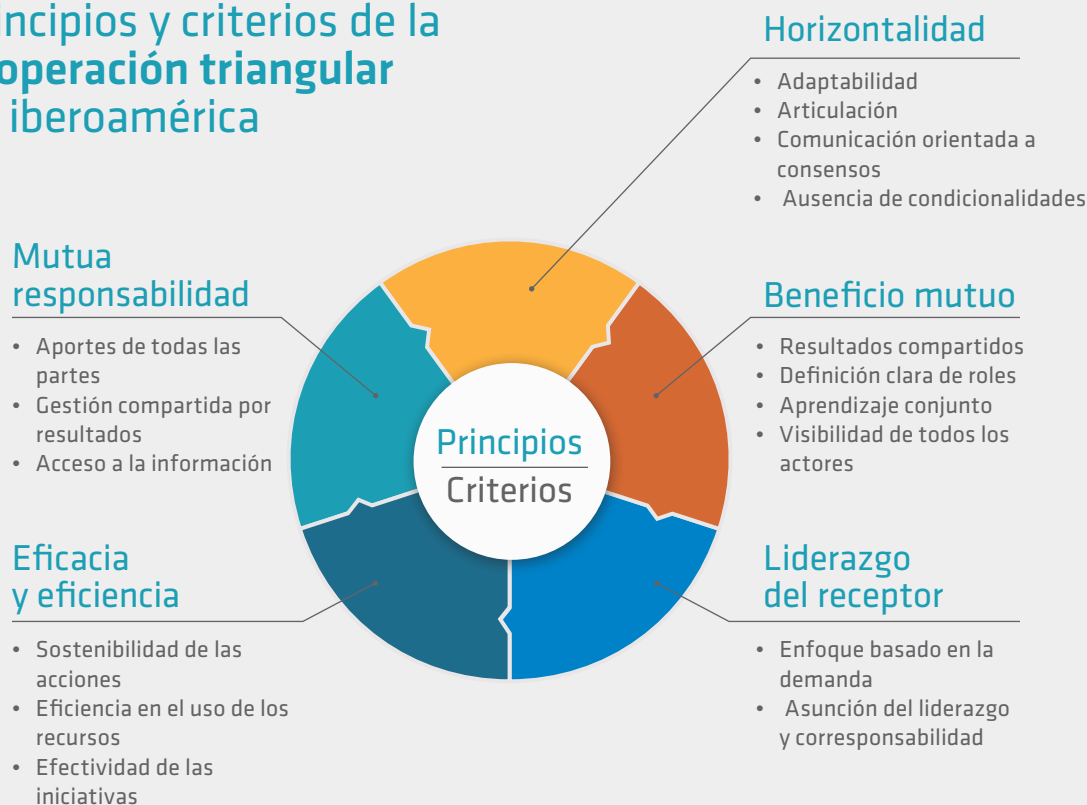 incipios y criterios de la
operación triangular
iberoamérica
Horizontalidad
• Adaptabilidad
• Articulación
• Comunicación orientada a
consensos
• Ausencia de condicionalidades
Mutua
responsabilidad
• Aportes de todas las
partes
• Gestión compartida por
resultados
• Acceso a la información
Beneficio mutuo
• Resultados compartidos
• Definición clara de roles
• Aprendizaje conjunto
• Visibilidad de todos los
actores
Principios
Criterios
Eficacia
y eficiencia
• Sostenibilidad de las
acciones
• Eficiencia en el uso de los
recursos
• Efectividad de las
iniciativas
Liderazgo
del receptor
• Enfoque basado en la
demanda
• Asunción del liderazgo
y corresponsabilidad